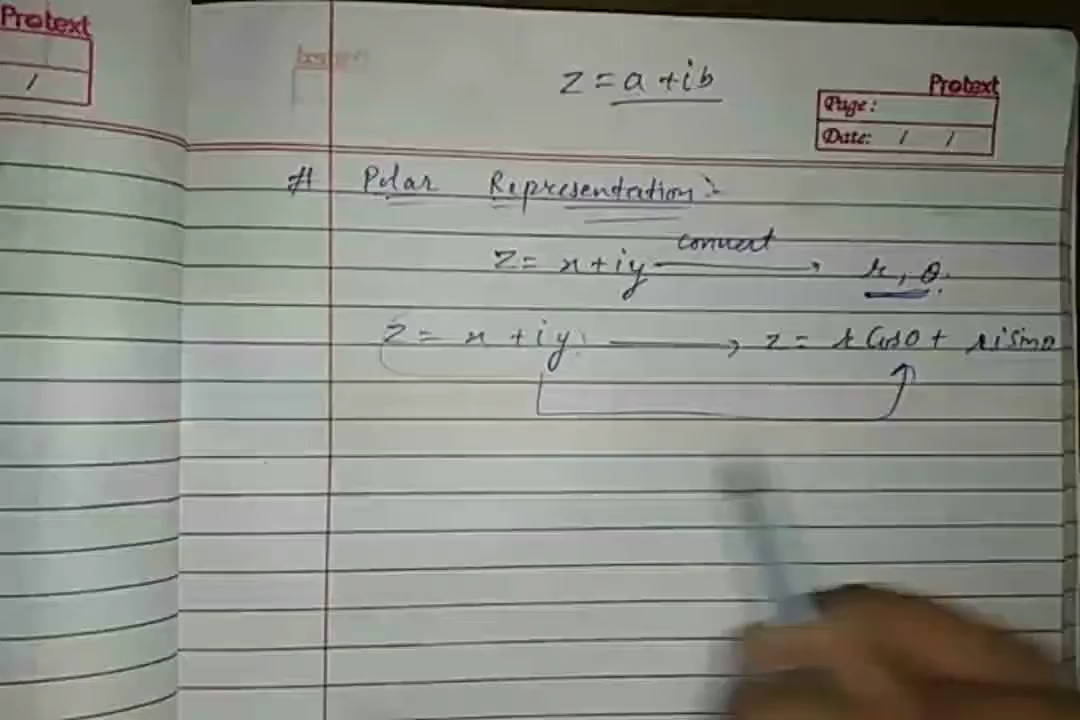 Protext
/
z = a + ib
Protext
Page:
Date: / /
# Polar Representation :-
z = x + iy convert → r, θ.
z = x + iy → z = r Cosθ + r i Sinθ